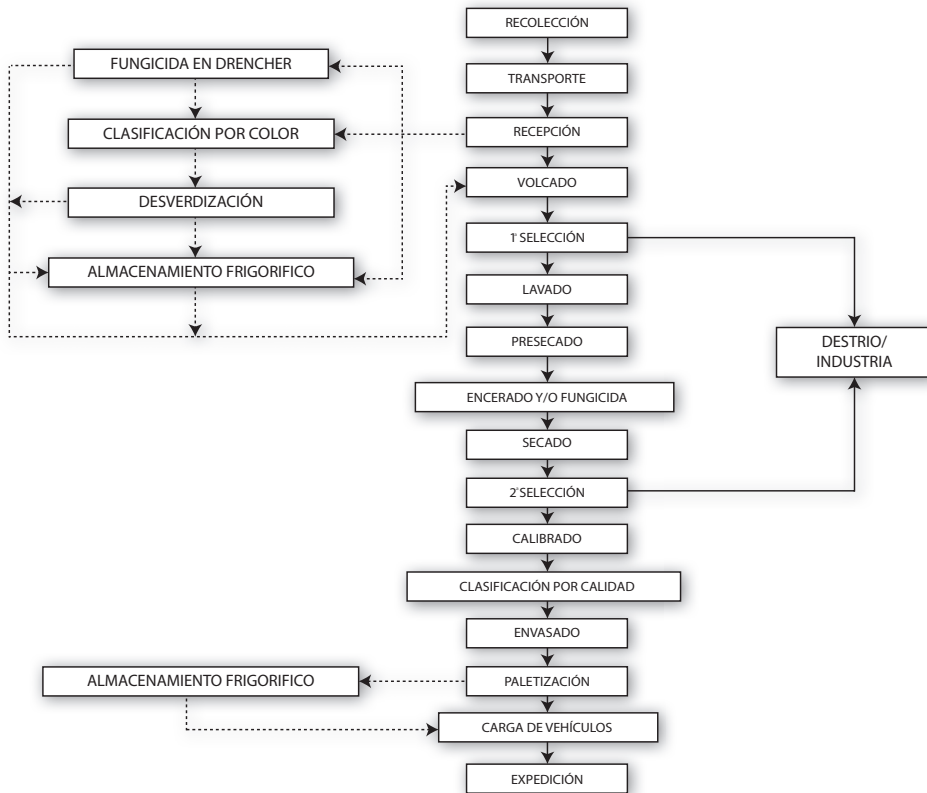 RECOLECCIÓN
FUNGICIDA EN DRENCHER
TRANSPORTE
CLASIFICACIÓN POR COLOR
RECEPCIÓN
VOLCADO
DESVERDIZACIÓN
1ª SELECCIÓN
ALMACENAMIENTO FRIGORIFICO
LAVADO
PRESECADO
DESTRIO/
INDUSTRIA
ENCERADO Y/O FUNGICIDA
SECADO
2ª SELECCIÓN
CALIBRADO
CLASIFICACIÓN POR CALIDAD
ENVASADO
ALMACENAMIENTO FRIGORIFICO
PALETIZACIÓN
CARGA DE VEHÍCULOS
EXPEDICIÓN